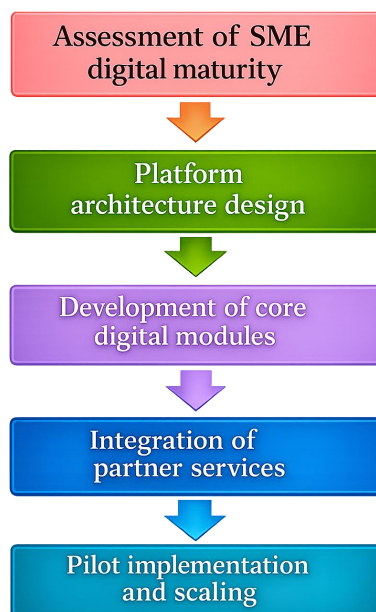 Assessment of SME
digital maturity
Platform
architecture design
Development of core
digital modules
Integration of
partner services
Pilot implementation
and scaling